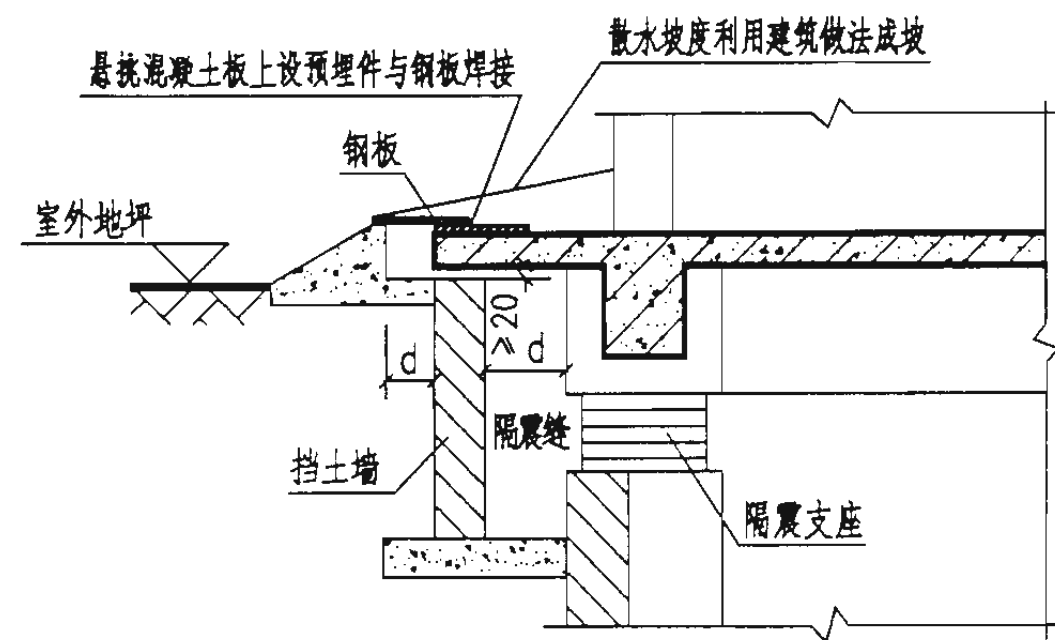 散水坡度利用建筑做法成坡
悬挑混凝土板上设预埋件与钢板焊接
钢板
室外地坪
≥20
d
d
隔震缝
挡土墙
隔震支座